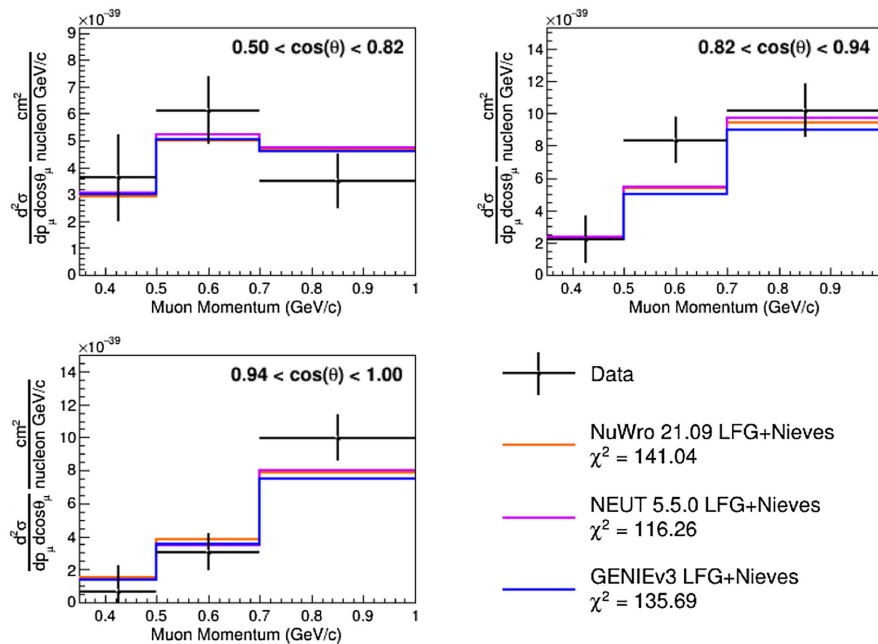 ×10⁻³⁹
0.50 < cos(θ) < 0.82
d²σ
dpμ dcosθμ
cm²
nucleon GeV/c
9
8
7
6
5
4
3
2
1
0
0.4 0.5 0.6 0.7 0.8 0.9 1
Muon Momentum (GeV/c)
×10⁻³⁹
0.82 < cos(θ) < 0.94
d²σ
dpμ dcosθμ
cm²
nucleon GeV/c
14
12
10
8
6
4
2
0
0.4 0.5 0.6 0.7 0.8 0.9
Muon Momentum (GeV/c)
×10⁻³⁹
0.94 < cos(θ) < 1.00
d²σ
dpμ dcosθμ
cm²
nucleon GeV/c
14
12
10
8
6
4
2
0
0.4 0.5 0.6 0.7 0.8 0.9 1
Muon Momentum (GeV/c)
Data
NuWro 21.09 LFG+Nieves
χ² = 141.04
NEUT 5.5.0 LFG+Nieves
χ² = 116.26
GENIEv3 LFG+Nieves
χ² = 135.69